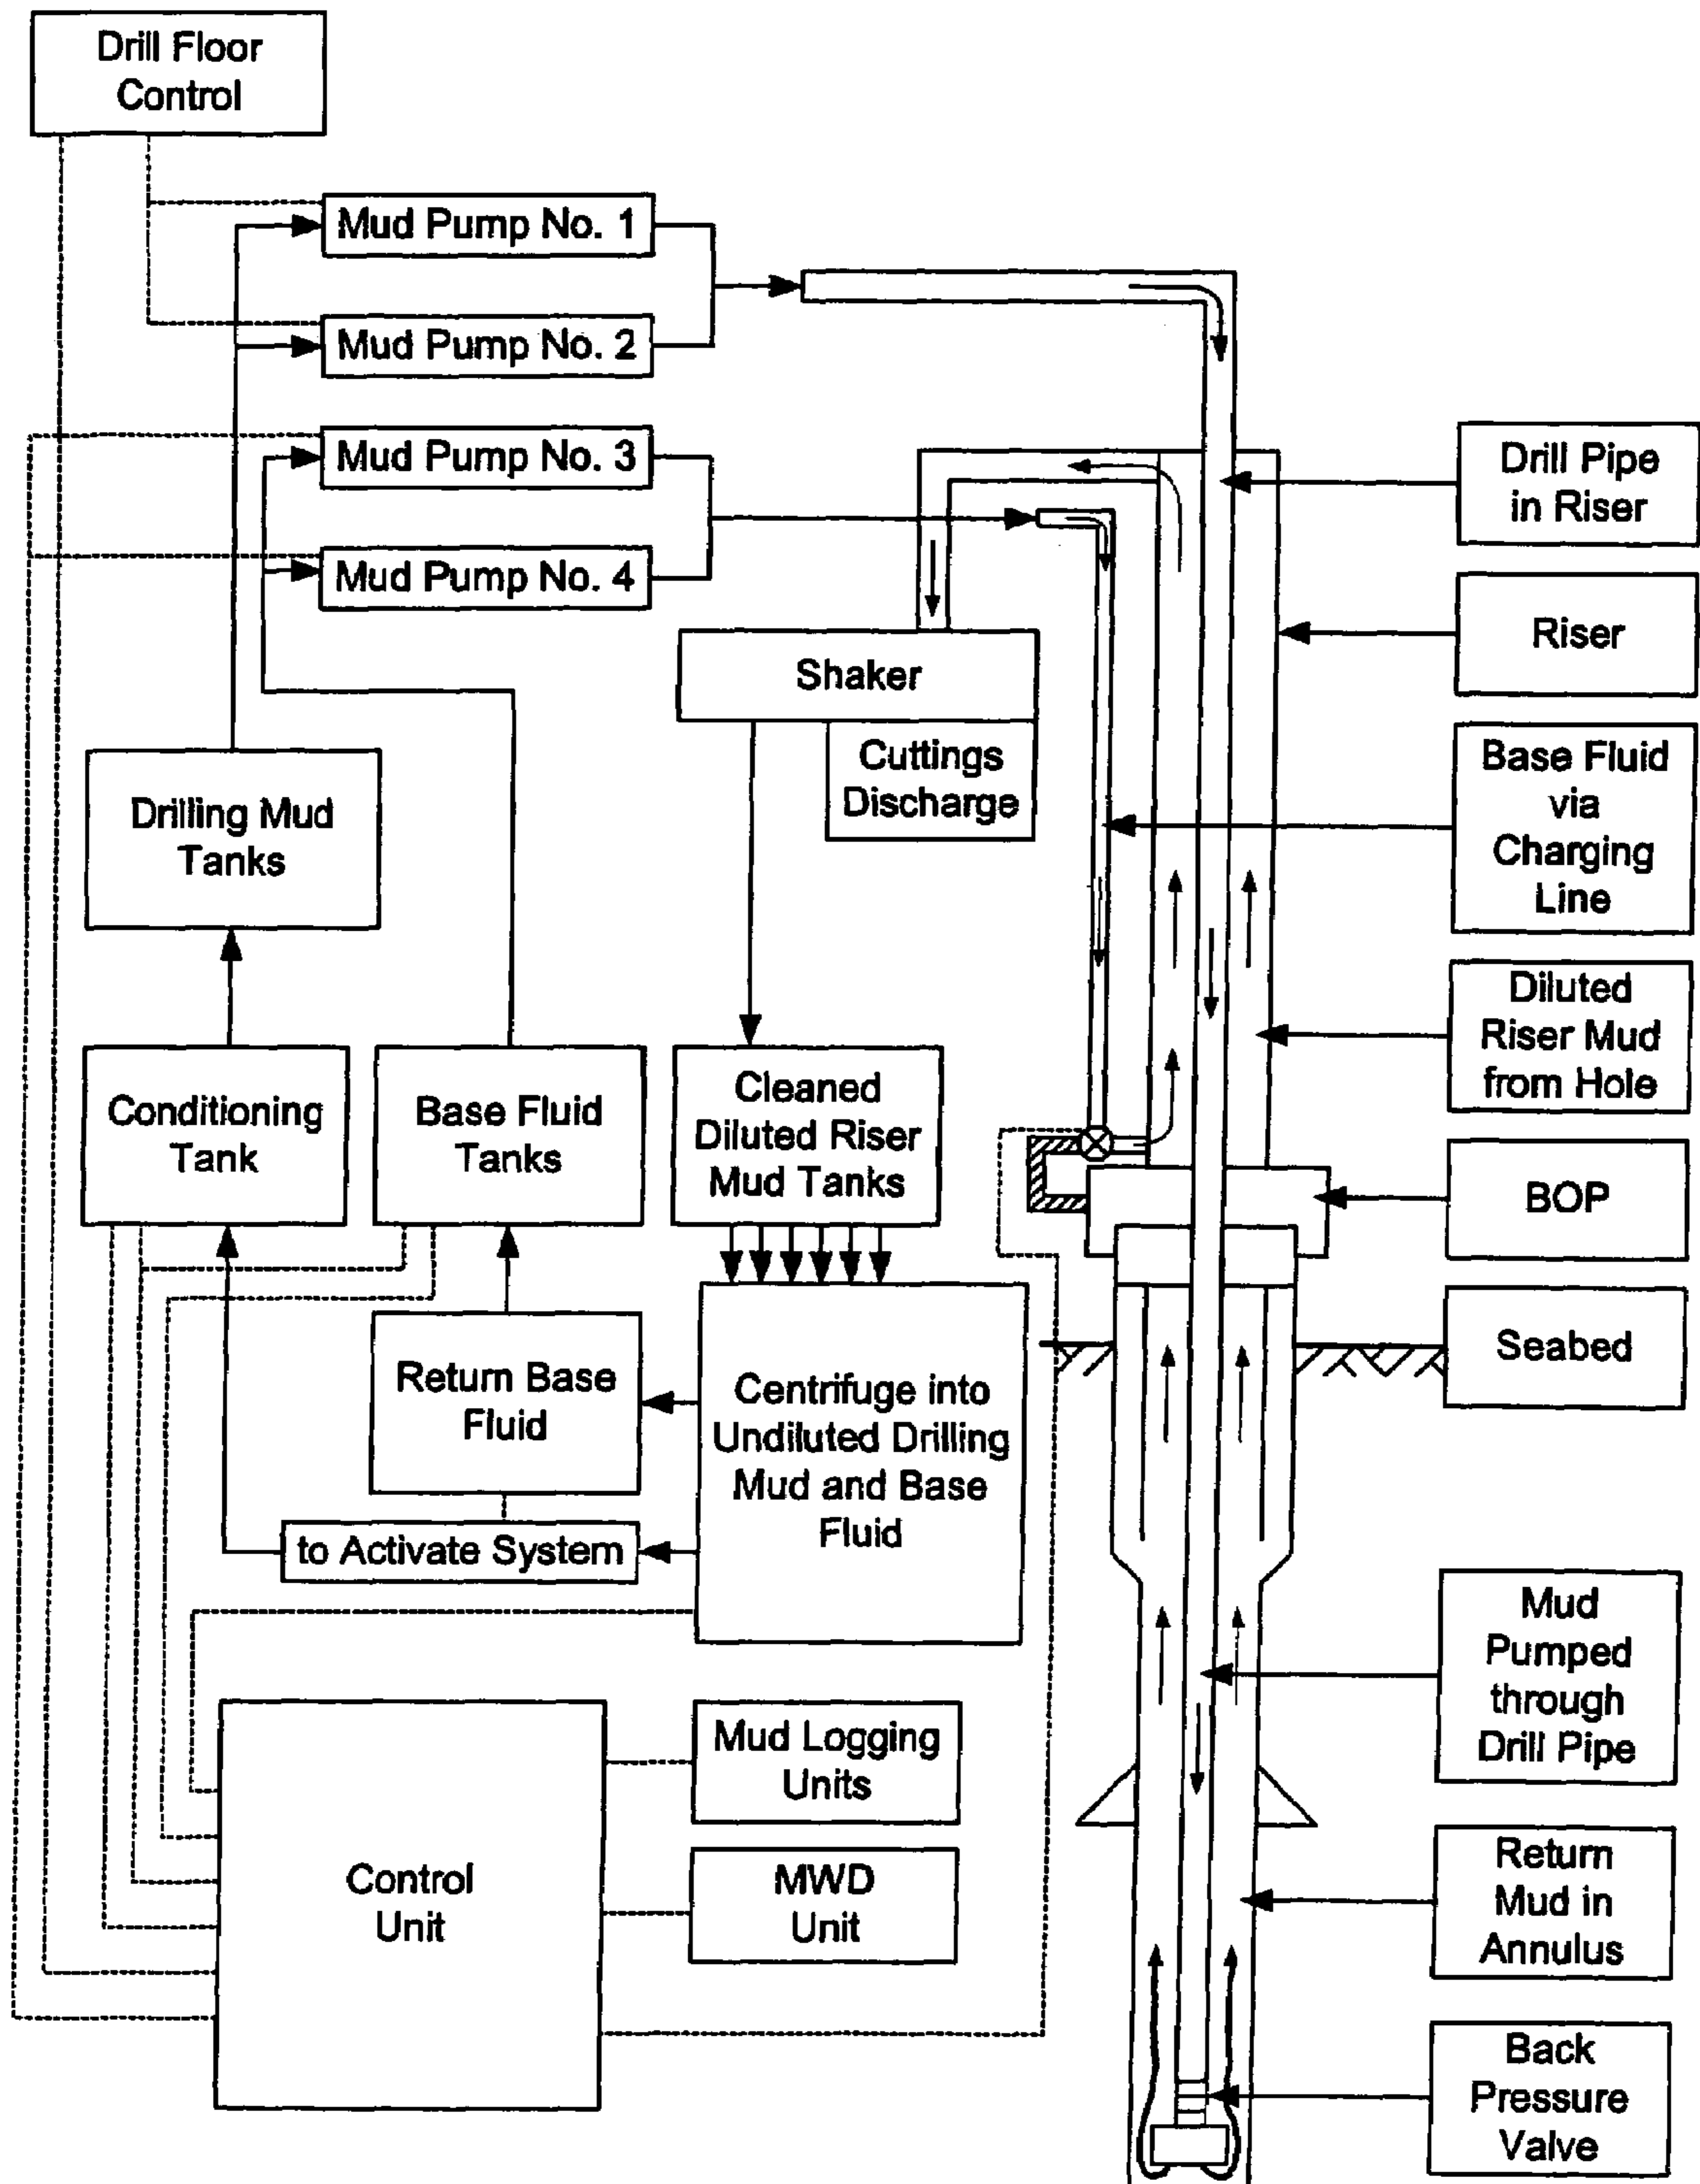 Drill Floor
Control
Mud Pump No. 1
Mud Pump No. 2
Mud Pump No. 3
Mud Pump No. 4
Drill Pipe
in Riser
Riser
Shaker
Cuttings
Discharge
Base Fluid
via
Charging
Line
Drilling Mud
Tanks
Diluted
Riser Mud
from Hole
Conditioning
Tank
Base Fluid
Tanks
Cleaned
Diluted Riser
Mud Tanks
BOP
Seabed
Return Base
Fluid
Centrifuge into
Undiluted Drilling
Mud and Base
Fluid
to Activate System
Mud
Pumped
through
Drill Pipe
Mud Logging
Units
Control
Unit
MWD
Unit
Return
Mud in
Annulus
Back
Pressure
Valve